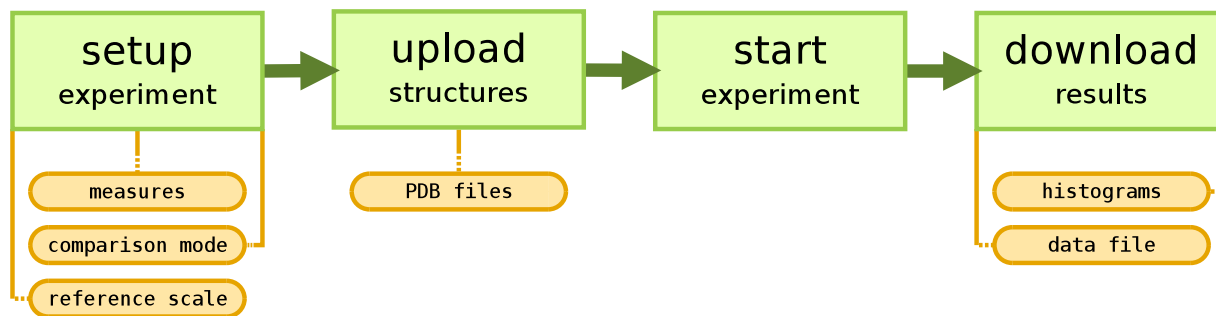 setup
experiment
upload
structures
start
experiment
download
results
measures
comparison mode
reference scale
PDB files
histograms
data file